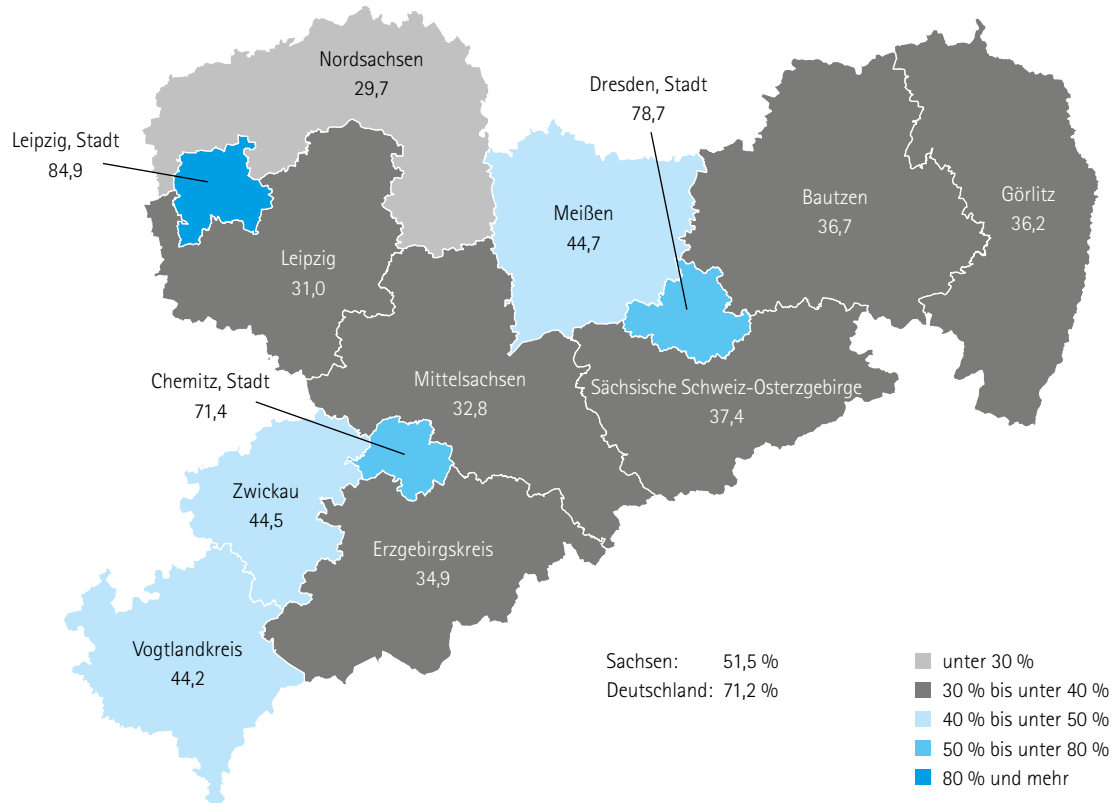 Nordsachsen
29,7
Dresden, Stadt
78,7
Leipzig, Stadt
84,9
Meißen
44,7
Bautzen
36,7
Görlitz
36,2
Leipzig
31,0
Chemitz, Stadt
71,4
Mittelsachsen
32,8
Sächsische Schweiz-Osterzgebirge
37,4
Zwickau
44,5
Erzgebirgskreis
34,9
Vogtlandkreis
44,2
Sachsen: 51,5 %
Deutschland: 71,2 %
unter 30 %
30 % bis unter 40 %
40 % bis unter 50 %
50 % bis unter 80 %
80 % und mehr